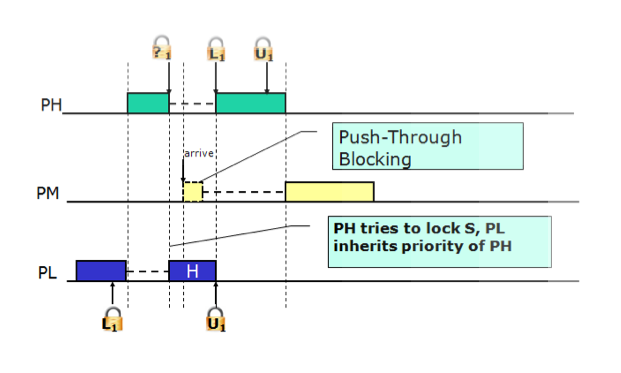 ?1
L1
U1
PH
Push-Through
Blocking
arrive
PM
PH tries to lock S, PL
inherits priority of PH
PL
H
L1
U1